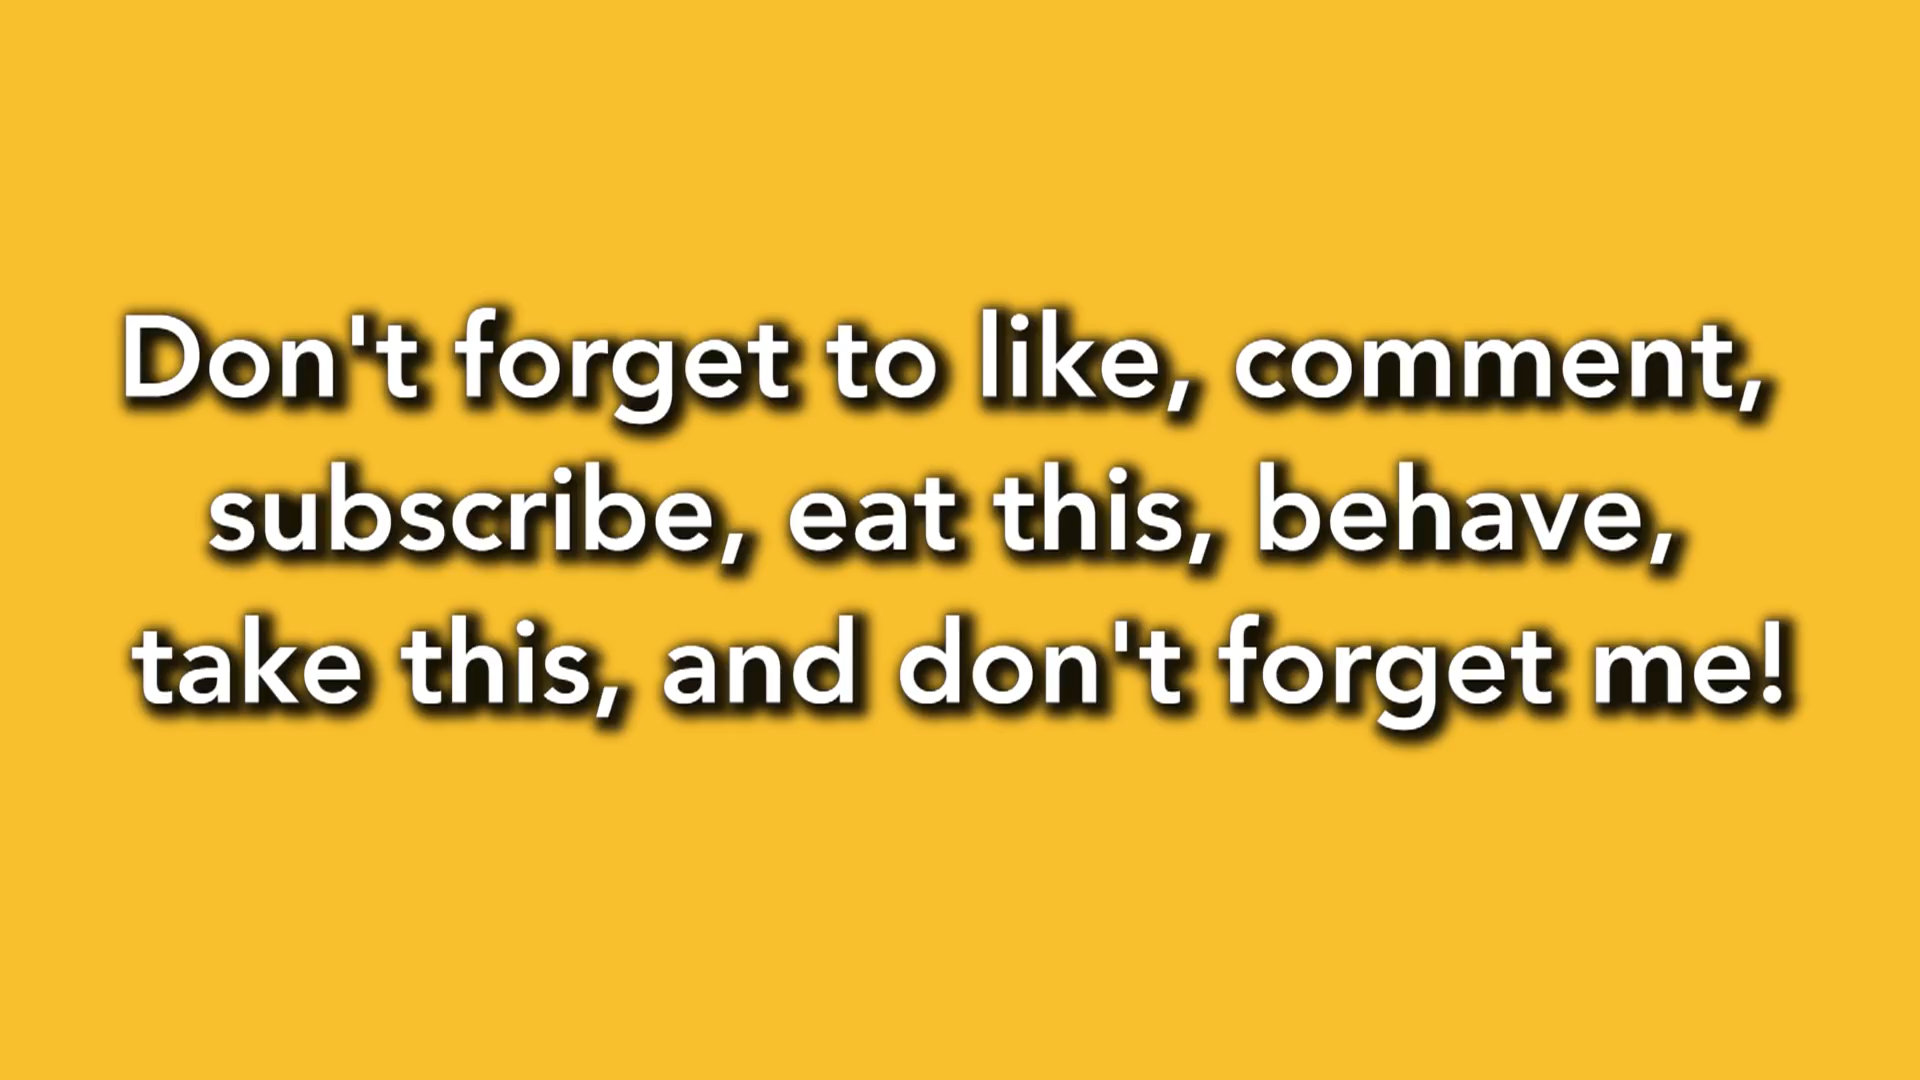 Don't forget to like, comment,
subscribe, eat this, behave,
take this, and don't forget me!